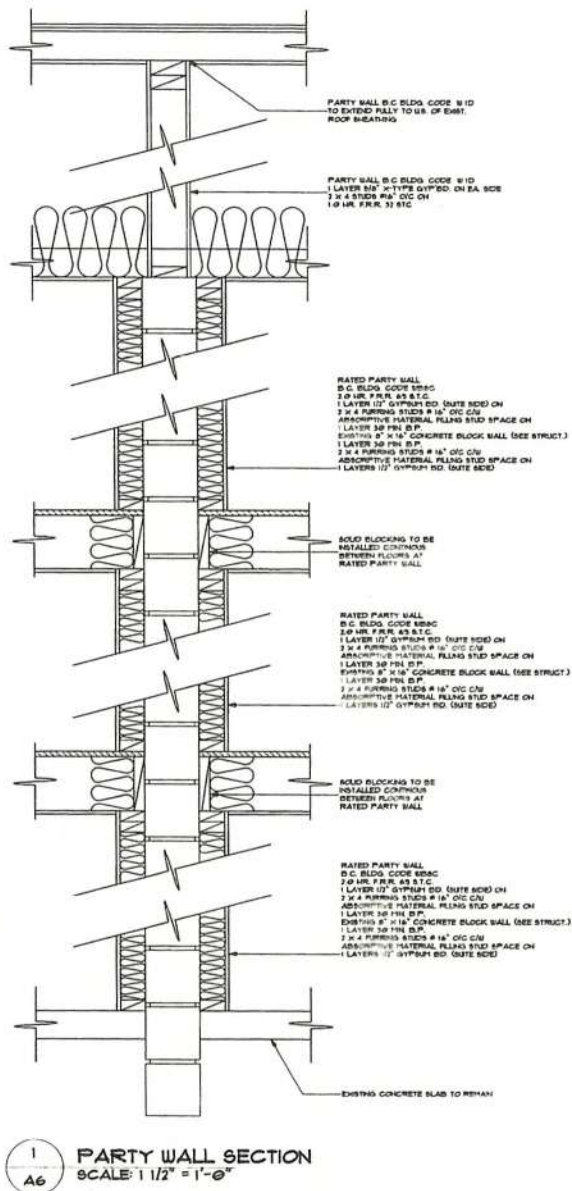 PARTY WALL B.C BLDG. CODE W1D
TO EXTEND FULLY TO U.S. OF EXIST.
ROOF SHEATHING
PARTY WALL B.C BLDG. CODE W1D
1 LAYER 5/8" X-TYPE GYP BD. ON EA. SIDE
2 X 4 STUDS @16" O/C ON
1.0 HR. F.R.R. 32 STC
RATED PARTY WALL
B.C. BLDG. CODE
2.0 HR. F.R.R. 65 S.T.C.
1 LAYER 1/2" GYPSUM BD. (SUITE SIDE) ON
2 X 4 FURRING STUDS @ 16" O/C C/W
ABSORPTIVE MATERIAL FILLING STUD SPACE ON
1 LAYER 30 MIN. B.P.
EXISTING 8" X 16" CONCRETE BLOCK WALL (SEE STRUCT.)
1 LAYER 30 MIN. B.P.
2 X 4 FURRING STUDS @ 16" O/C C/W
ABSORPTIVE MATERIAL FILLING STUD SPACE ON
1 LAYERS 1/2" GYPSUM BD. (SUITE SIDE)
SOLID BLOCKING TO BE
INSTALLED CONTINOUS
BETWEEN FLOORS AT
RATED PARTY WALL
RATED PARTY WALL
B.C. BLDG. CODE
2.0 HR. F.R.R. 65 S.T.C.
1 LAYER 1/2" GYPSUM BD. (SUITE SIDE) ON
2 X 4 FURRING STUDS @ 16" O/C C/W
ABSORPTIVE MATERIAL FILLING STUD SPACE ON
1 LAYER 30 MIN. B.P.
EXISTING 8" X 16" CONCRETE BLOCK WALL (SEE STRUCT.)
1 LAYER 30 MIN. B.P.
2 X 4 FURRING STUDS @ 16" O/C C/W
ABSORPTIVE MATERIAL FILLING STUD SPACE ON
1 LAYERS 1/2" GYPSUM BD. (SUITE SIDE)
SOLID BLOCKING TO BE
INSTALLED CONTINOUS
BETWEEN FLOORS AT
RATED PARTY WALL
RATED PARTY WALL
B.C. BLDG. CODE
2.0 HR. F.R.R. 65 S.T.C.
1 LAYER 1/2" GYPSUM BD. (SUITE SIDE) ON
2 X 4 FURRING STUDS @ 16" O/C C/W
ABSORPTIVE MATERIAL FILLING STUD SPACE ON
1 LAYER 30 MIN. B.P.
EXISTING 8" X 16" CONCRETE BLOCK WALL (SEE STRUCT.)
1 LAYER 30 MIN. B.P.
2 X 4 FURRING STUDS @ 16" O/C C/W
ABSORPTIVE MATERIAL FILLING STUD SPACE ON
1 LAYERS 1/2" GYPSUM BD. (SUITE SIDE)
EXISTING CONCRETE SLAB TO REMAIN
1
A6
PARTY WALL SECTION
SCALE: 1 1/2" = 1'-0"